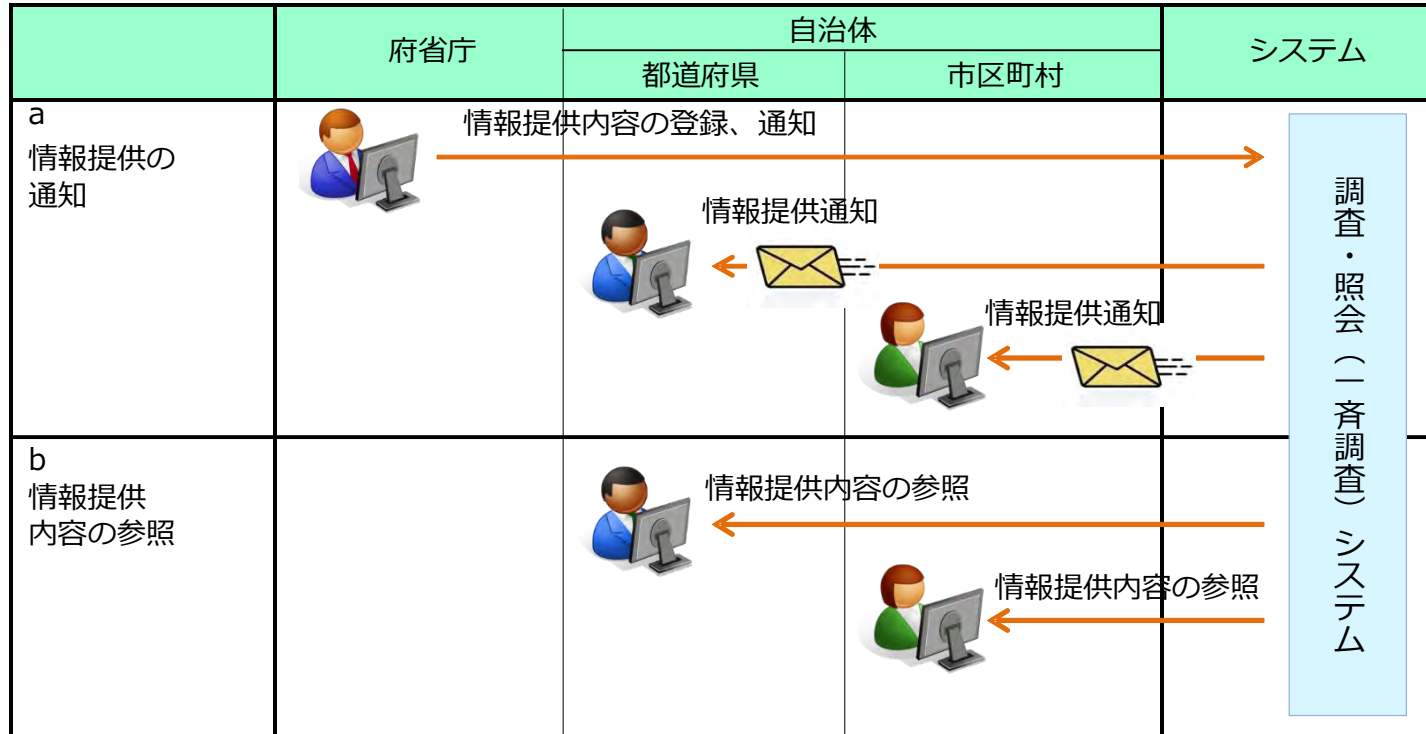 府省庁
自治体
都道府県
市区町村
システム
a
情報提供の
通知
情報提供内容の登録、通知
情報提供通知
情報提供通知
b
情報提供
内容の参照
情報提供内容の参照
情報提供内容の参照
調査・照会（一斉調査）システム